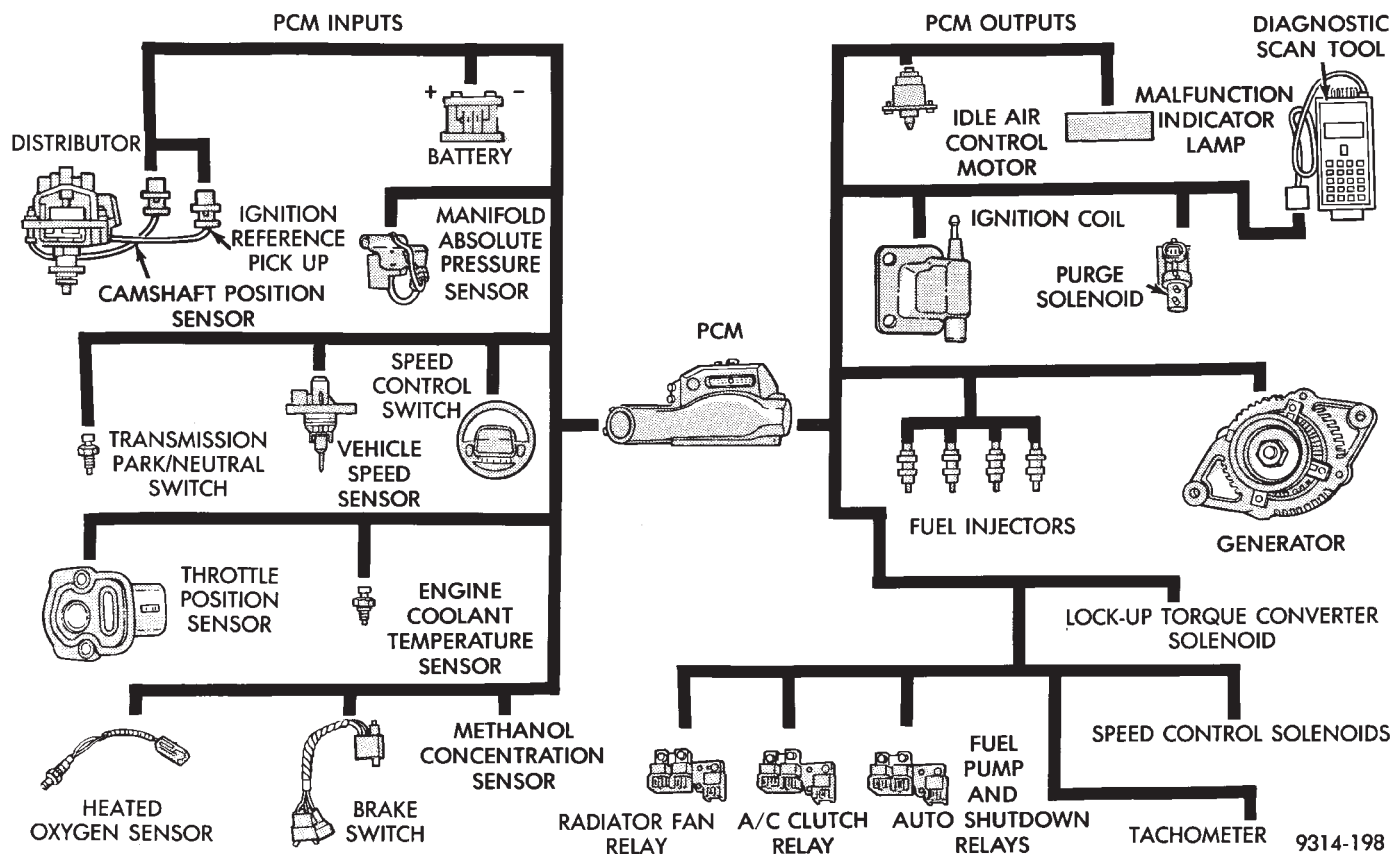 PCM INPUTS
PCM OUTPUTS
DIAGNOSTIC
SCAN TOOL
+ -
BATTERY
DISTRIBUTOR
IGNITION
REFERENCE
PICK UP
CAMSHAFT POSITION
SENSOR
MANIFOLD
ABSOLUTE
PRESSURE
SENSOR
IDLE AIR
CONTROL
MOTOR
MALFUNCTION
INDICATOR
LAMP
IGNITION COIL
PURGE
SOLENOID
PCM
TRANSMISSION
PARK/NEUTRAL
SWITCH
VEHICLE
SPEED
SENSOR
SPEED
CONTROL
SWITCH
FUEL INJECTORS
GENERATOR
THROTTLE
POSITION
SENSOR
ENGINE
COOLANT
TEMPERATURE
SENSOR
LOCK-UP TORQUE CONVERTER
SOLENOID
HEATED
OXYGEN SENSOR
BRAKE
SWITCH
METHANOL
CONCENTRATION
SENSOR
RADIATOR FAN
RELAY
A/C CLUTCH
RELAY
FUEL
PUMP
AND
AUTO SHUTDOWN
RELAYS
SPEED CONTROL SOLENOIDS
TACHOMETER
9314-198